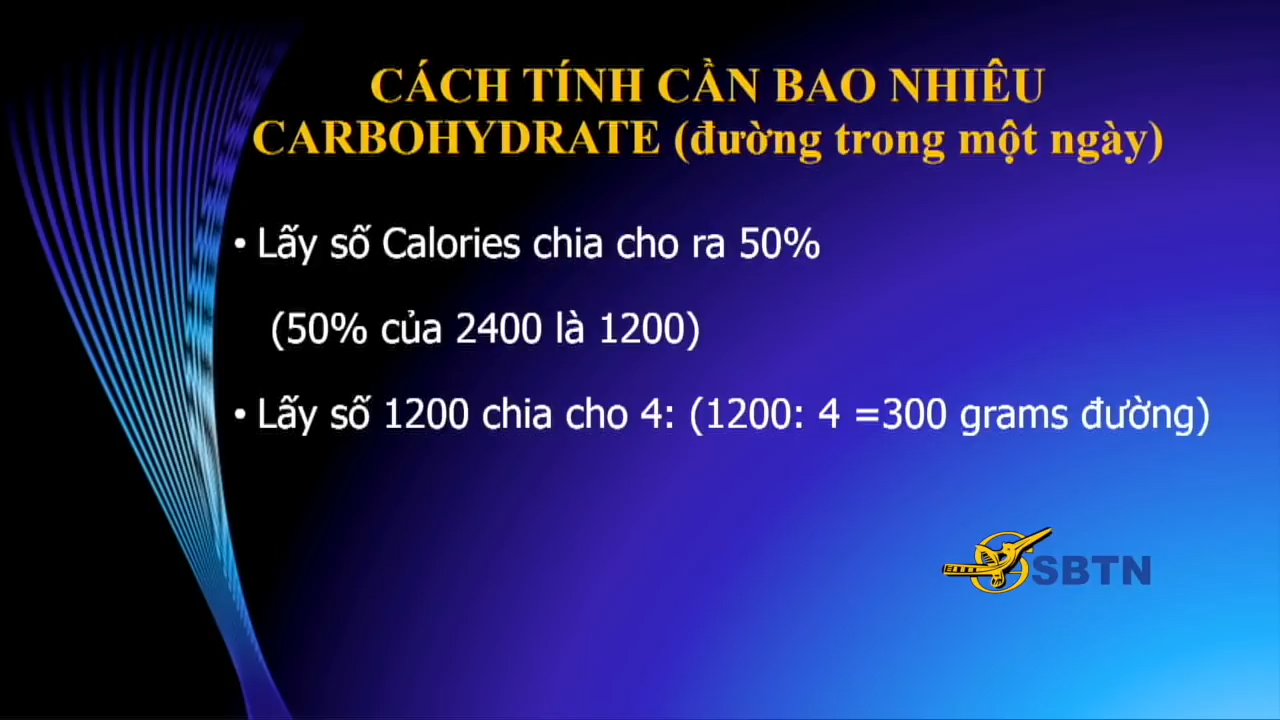 CÁCH TÍNH CẦN BAO NHIÊU
CARBOHYDRATE (đường trong một ngày)
• Lấy số Calories chia cho ra 50%
(50% của 2400 là 1200)
• Lấy số 1200 chia cho 4: (1200: 4 =300 grams đường)
SBTN